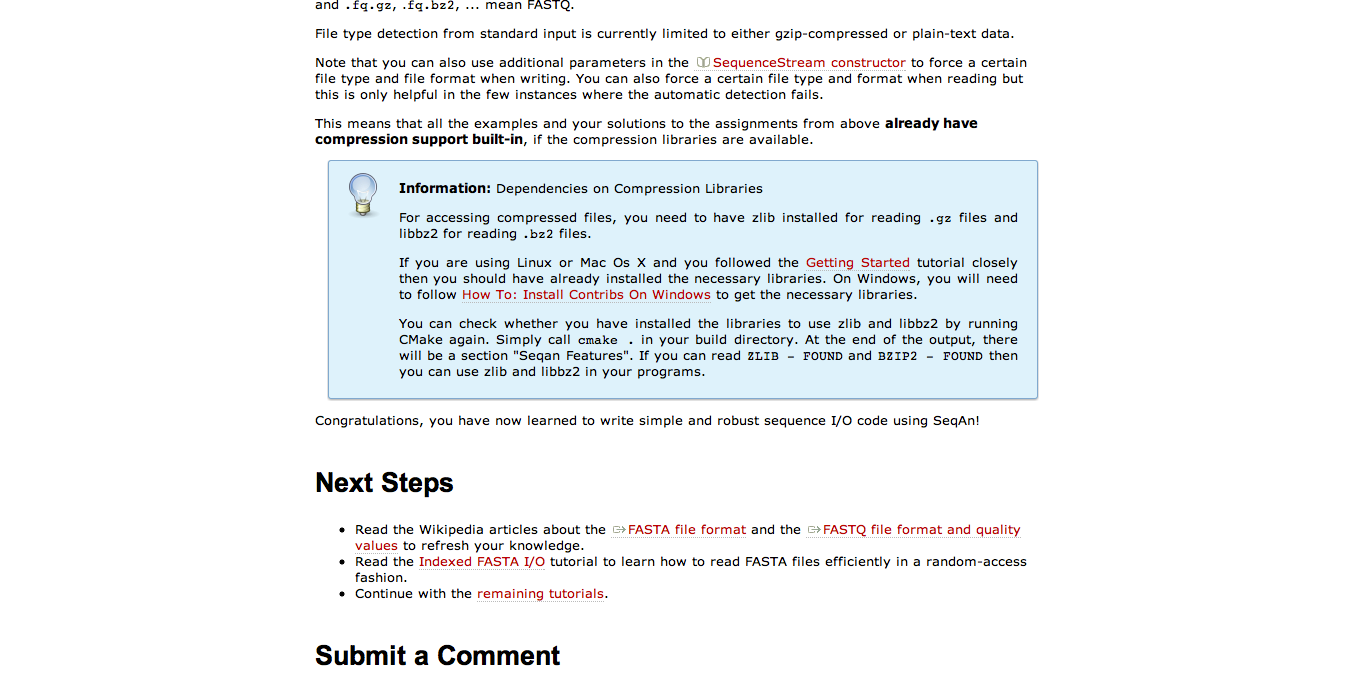 and .fq.gz, .fq.bz2, ... mean FASTQ.
File type detection from standard input is currently limited to either gzip-compressed or plain-text data.
Note that you can also use additional parameters in the SequenceStream constructor to force a certain
file type and file format when writing. You can also force a certain file type and format when reading but
this is only helpful in the few instances where the automatic detection fails.
This means that all the examples and your solutions to the assignments from above already have
compression support built-in, if the compression libraries are available.
Information: Dependencies on Compression Libraries
For accessing compressed files, you need to have zlib installed for reading .gz files and
libbz2 for reading .bz2 files.
If you are using Linux or Mac Os X and you followed the Getting Started tutorial closely
then you should have already installed the necessary libraries. On Windows, you will need
to follow How To: Install Contribs On Windows to get the necessary libraries.
You can check whether you have installed the libraries to use zlib and libbz2 by running
CMake again. Simply call cmake . in your build directory. At the end of the output, there
will be a section "Seqan Features". If you can read ZLIB - FOUND and BZIP2 - FOUND then
you can use zlib and libbz2 in your programs.
Congratulations, you have now learned to write simple and robust sequence I/O code using SeqAn!
Next Steps
• Read the Wikipedia articles about the FASTA file format and the FASTQ file format and quality
values to refresh your knowledge.
• Read the Indexed FASTA I/O tutorial to learn how to read FASTA files efficiently in a random-access
fashion.
• Continue with the remaining tutorials.
Submit a Comment